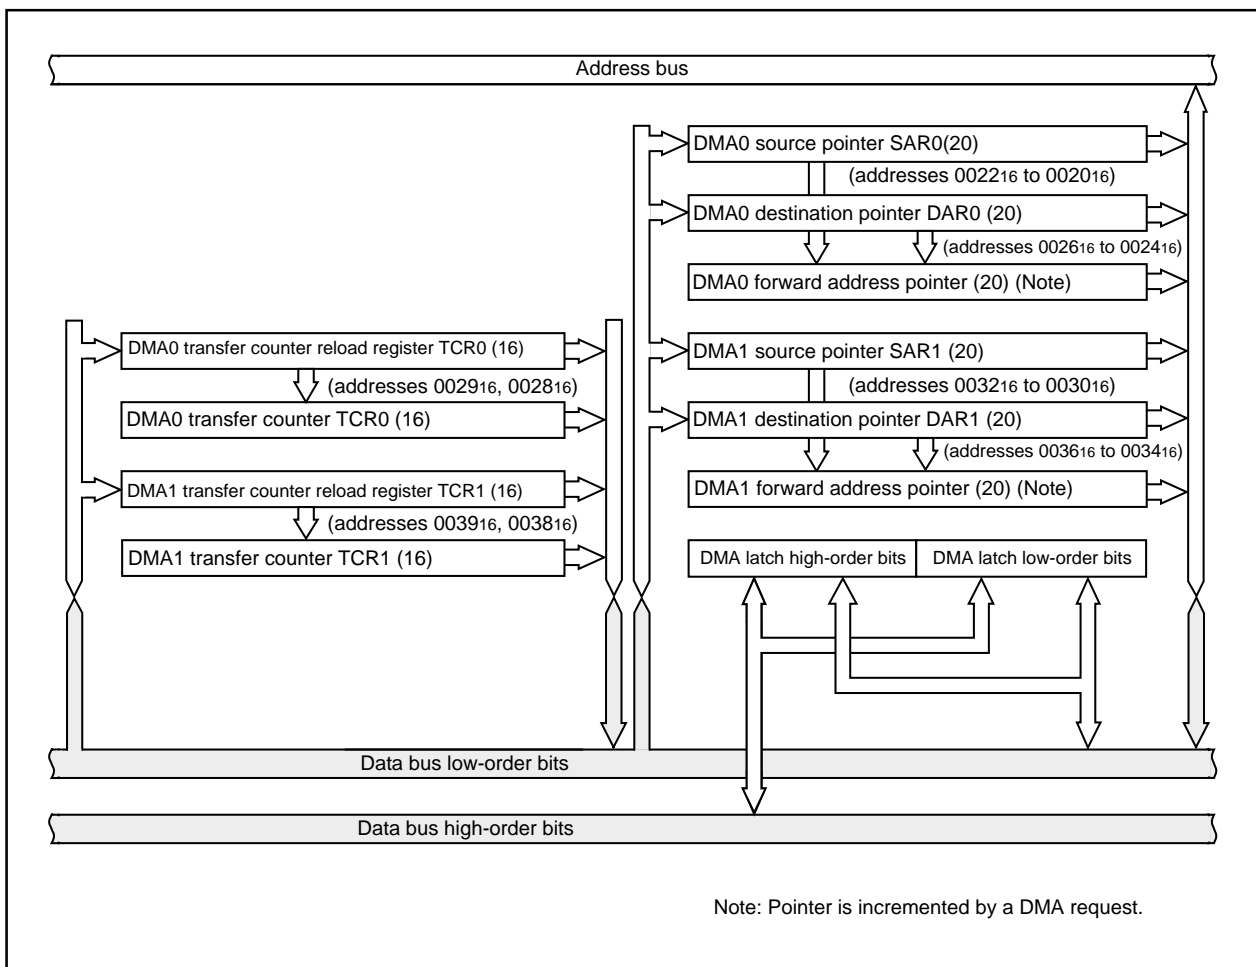 Address bus
DMA0 source pointer SAR0(20)
(addresses 002216 to 002016)
DMA0 destination pointer DAR0 (20)
(addresses 002616 to 002416)
DMA0 forward address pointer (20) (Note)
DMA0 transfer counter reload register TCR0 (16)
(addresses 002916, 002816)
DMA0 transfer counter TCR0 (16)
DMA1 transfer counter reload register TCR1 (16)
(addresses 003916, 003816)
DMA1 transfer counter TCR1 (16)
DMA1 source pointer SAR1 (20)
(addresses 003216 to 003016)
DMA1 destination pointer DAR1 (20)
(addresses 003616 to 003416)
DMA1 forward address pointer (20) (Note)
DMA latch high-order bits
DMA latch low-order bits
Data bus low-order bits
Data bus high-order bits
Note: Pointer is incremented by a DMA request.